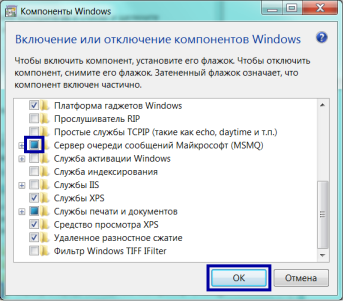 Компоненты Windows
Включение или отключение компонентов Windows
Чтобы включить компонент, установите его флажок. Чтобы отключить
компонент, снимите его флажок. Затененный флажок означает, что
компонент включен частично.
Платформа гаджетов Windows
Прослушиватель RIP
Простые службы TCPIP (такие как echo, daytime и т.п.)
Сервер очереди сообщений Майкрософт (MSMQ)
Служба активации Windows
Служба индексирования
Службы IIS
Службы XPS
Службы печати и документов
Средство просмотра XPS
Удаленное разностное сжатие
Фильтр Windows TIFF IFilter
ОК
Отмена